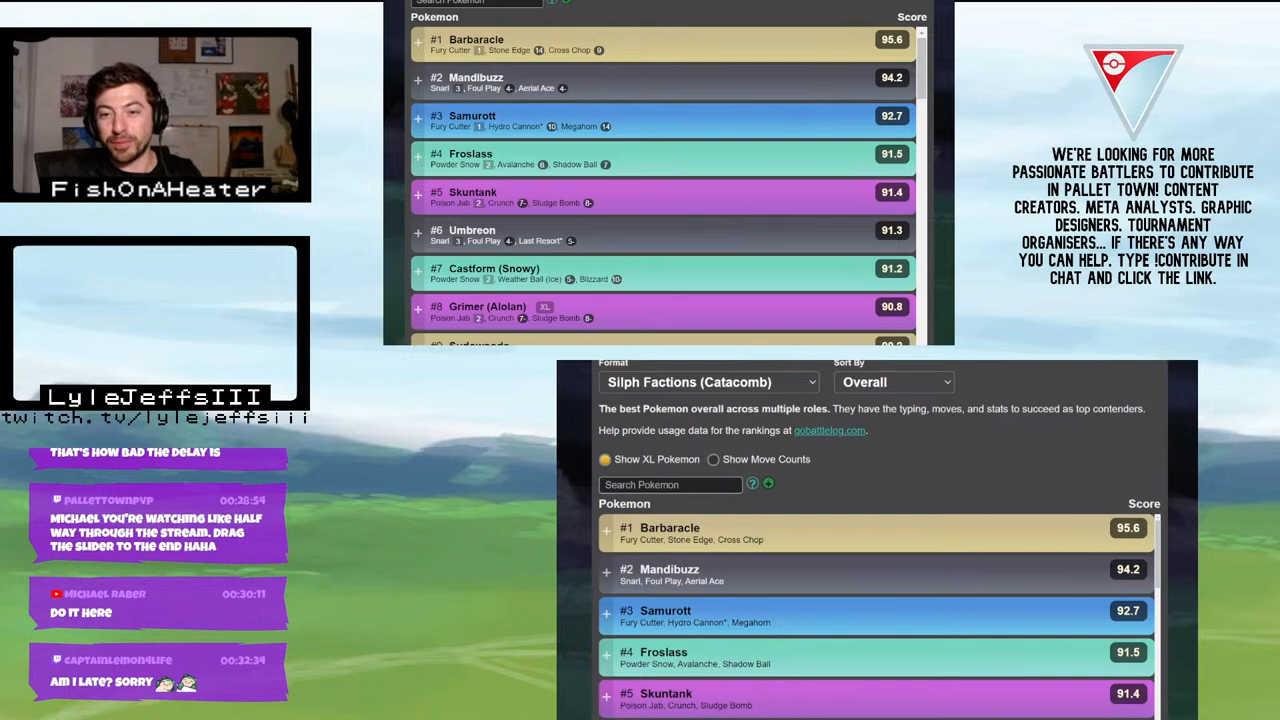 Search Pokemon
Pokemon Score
#1 Barbaracle 95.6
Fury Cutter 1, Stone Edge 14, Cross Chop 9
#2 Mandibuzz 94.2
Snarl 3, Foul Play 4-, Aerial Ace 4-
#3 Samurott 92.7
Fury Cutter 1, Hydro Cannon* 10, Megahorn 14
#4 Froslass 91.5
Powder Snow 2, Avalanche 6, Shadow Ball 7
#5 Skuntank 91.4
Poison Jab 2, Crunch 7-, Sludge Bomb 8-
#6 Umbreon 91.3
Snarl 3, Foul Play 4-, Last Resort* 5-
#7 Castform (Snowy) 91.2
Powder Snow 2, Weather Ball (Ice) 5-, Blizzard 10
#8 Grimer (Alolan) XL 90.8
Poison Jab 2, Crunch 7-, Sludge Bomb 8-
FishOnAHeater
LyleJeffsIII
twitch.tv/lylejeffsiii
THAT'S HOW BAD THE DELAY IS
PALLETTOWNPVP 00:28:54
MICHAEL YOU'RE WATCHING LIKE HALF
WAY THROUGH THE STREAM, DRAG
THE SLIDER TO THE END HAHA
MICHAEL RABER 00:30:11
DO IT HERE
CAPTAINLEMON4LIFE 00:32:34
AM I LATE? SORRY
WE'RE LOOKING FOR MORE
PASSIONATE BATTLERS TO CONTRIBUTE
IN PALLET TOWN! CONTENT
CREATORS. META ANALYSTS. GRAPHIC
DESIGNERS. TOURNAMENT
ORGANISERS... IF THERE'S ANY WAY
YOU CAN HELP. TYPE !CONTRIBUTE IN
CHAT AND CLICK THE LINK.
Format Sort By
Silph Factions (Catacomb) Overall
The best Pokemon overall across multiple roles. They have the typing, moves, and stats to succeed as top contenders.
Help provide usage data for the rankings at gobattlelog.com.
Show XL Pokemon Show Move Counts
Search Pokemon ?
Pokemon Score
#1 Barbaracle 95.6
Fury Cutter, Stone Edge, Cross Chop
#2 Mandibuzz 94.2
Snarl, Foul Play, Aerial Ace
#3 Samurott 92.7
Fury Cutter, Hydro Cannon*, Megahorn
#4 Froslass 91.5
Powder Snow, Avalanche, Shadow Ball
#5 Skuntank 91.4
Poison Jab, Crunch, Sludge Bomb